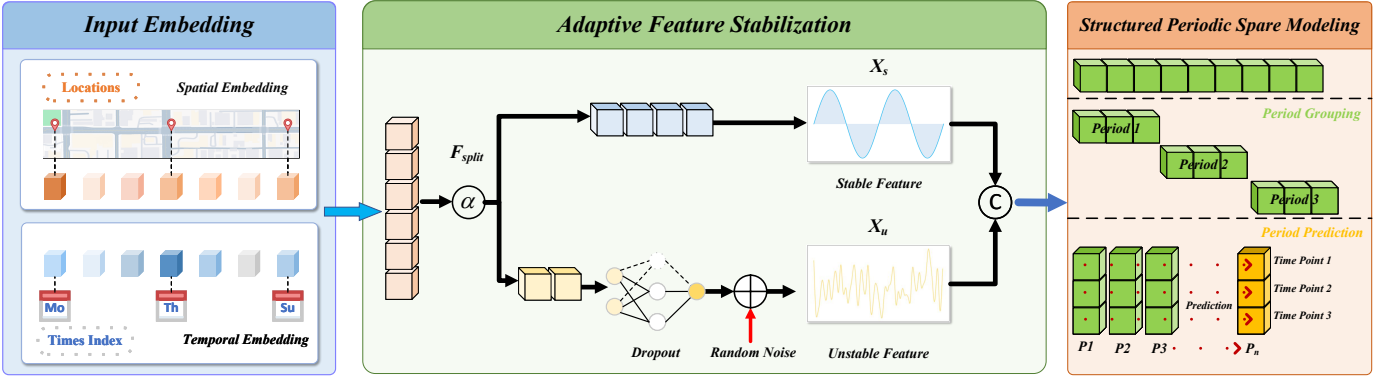 Input Embedding
Locations
Spatial Embedding
Mo
Th
Su
Times Index
Temporal Embedding
Adaptive Feature Stabilization
F_split
α
X_s
Stable Feature
X_u
Dropout
Random Noise
Unstable Feature
C
Structured Periodic Spare Modeling
Period Grouping
Period 1
Period 2
Period 3
Period Prediction
Time Point 1
Time Point 2
Time Point 3
Prediction
P1 P2 P3 P_n